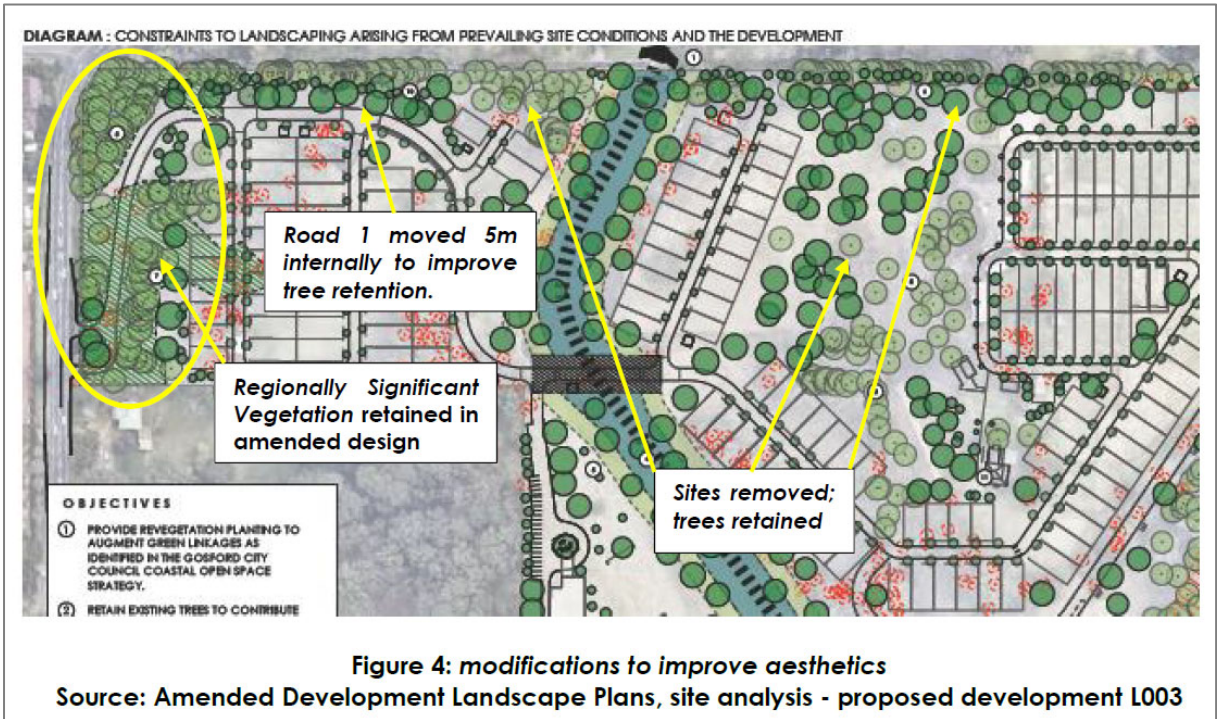 DIAGRAM : CONSTRAINTS TO LANDSCAPING ARISING FROM PREVAILING SITE CONDITIONS AND THE DEVELOPMENT
Road 1 moved 5m
internally to improve
tree retention.
Regionally Significant
Vegetation retained in
amended design
Sites removed;
trees retained
OBJECTIVES
1 PROVIDE REVEGETATION PLANTING TO
AUGMENT GREEN LINKAGES AS
IDENTIFIED IN THE GOSFORD CITY
COUNCIL COASTAL OPEN SPACE
STRATEGY.
2 RETAIN EXISTING TREES TO CONTRIBUTE
Figure 4: modifications to improve aesthetics
Source: Amended Development Landscape Plans, site analysis - proposed development L003